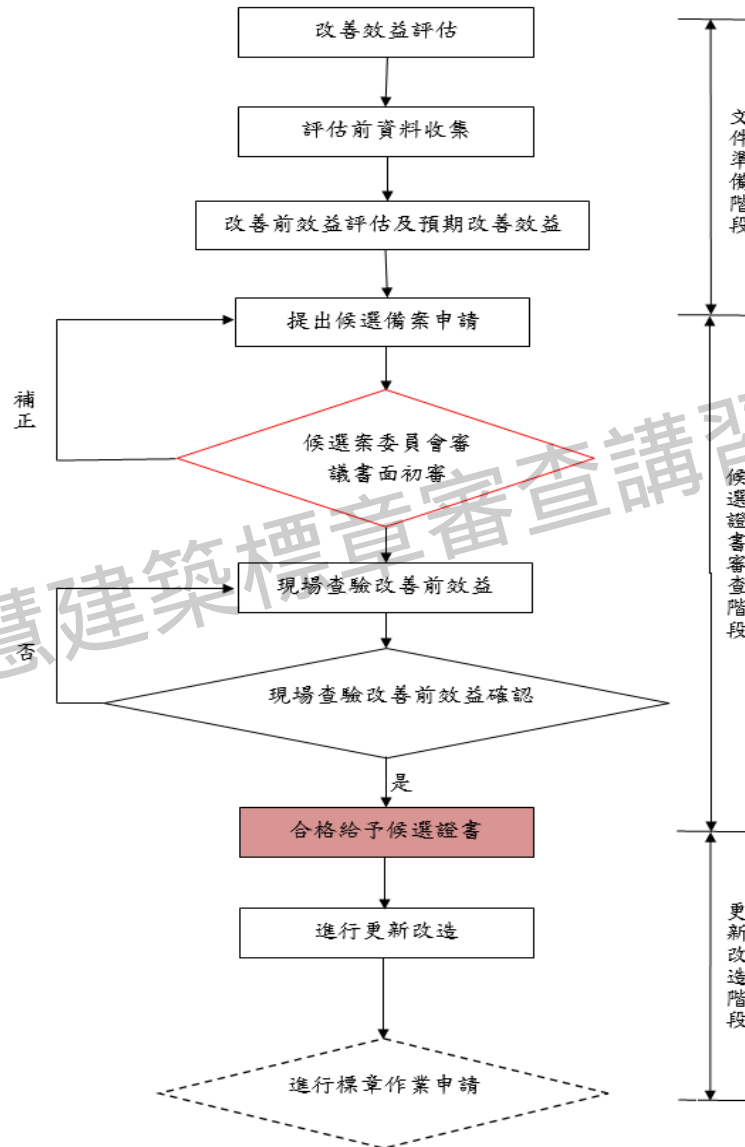 改善效益評估
評估前資料收集
改善前效益評估及預期改善效益
文件準備階段
提出候選備案申請
補正
候選案委員會審
議書面初審
候選證書審查階段
慧建築標章審查講習
現場查驗改善前效益
否
現場查驗改善前效益確認
是
合格給予候選證書
進行更新改造
更新改造階段
進行標章作業申請